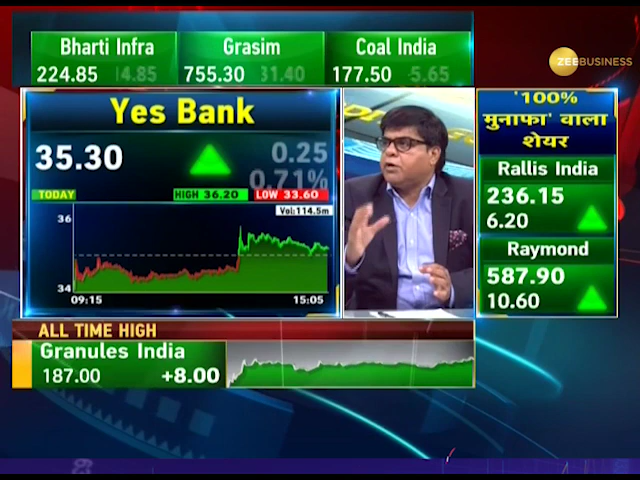 Bharti Infra
224.85
Grasim
755.30
Coal India
177.50 5.65
ZEE BUSINESS
Yes Bank
35.30
0.25
0.71%
TODAY
HIGH 36.20
LOW 33.60
Vol:114.5m
36
34
09:15
15:05
'100%
मुनाफा' वाला
शेयर
Rallis India
236.15
6.20
Raymond
587.90
10.60
ALL TIME HIGH
Granules India
187.00 +8.00